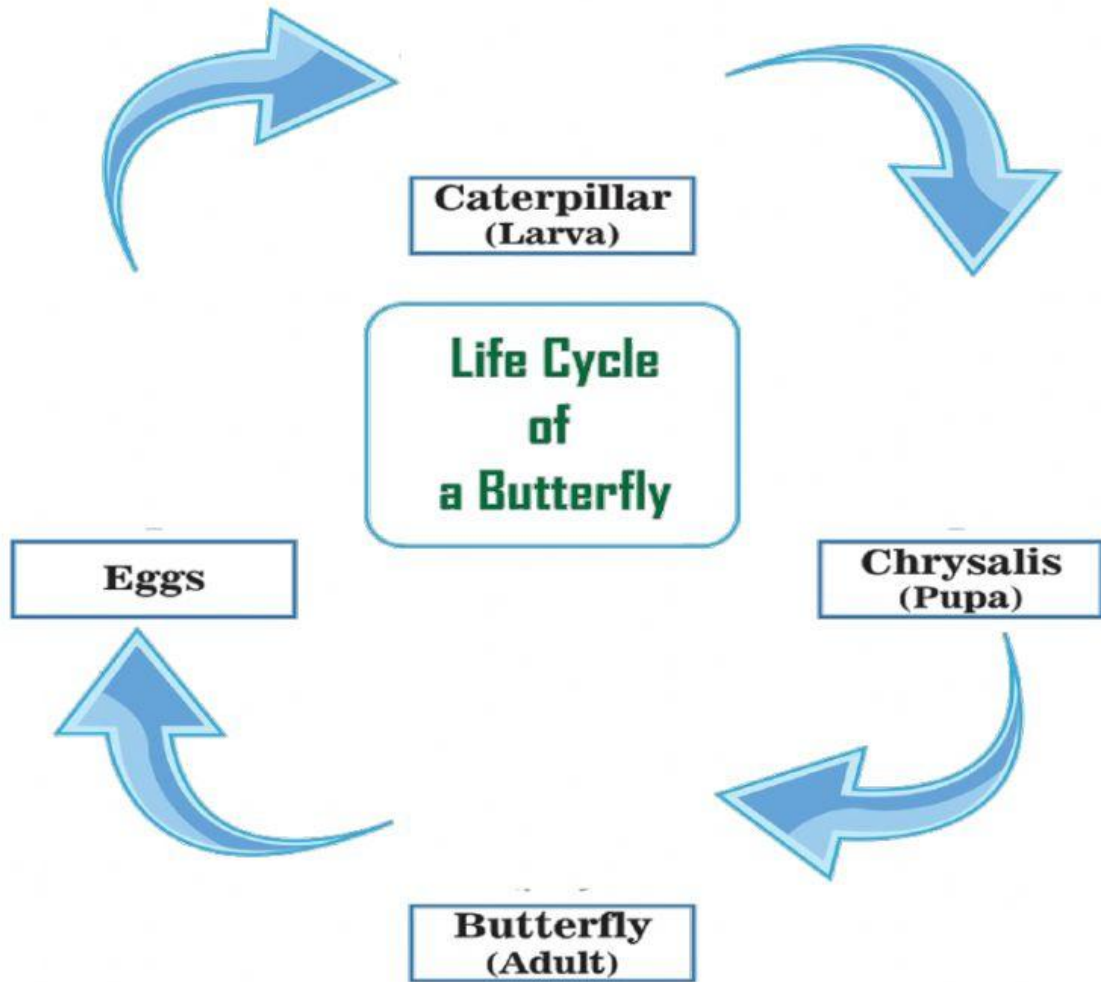 Caterpillar
(Larva)
Life Cycle
of
a Butterfly
Eggs
Chrysalis
(Pupa)
Butterfly
(Adult)